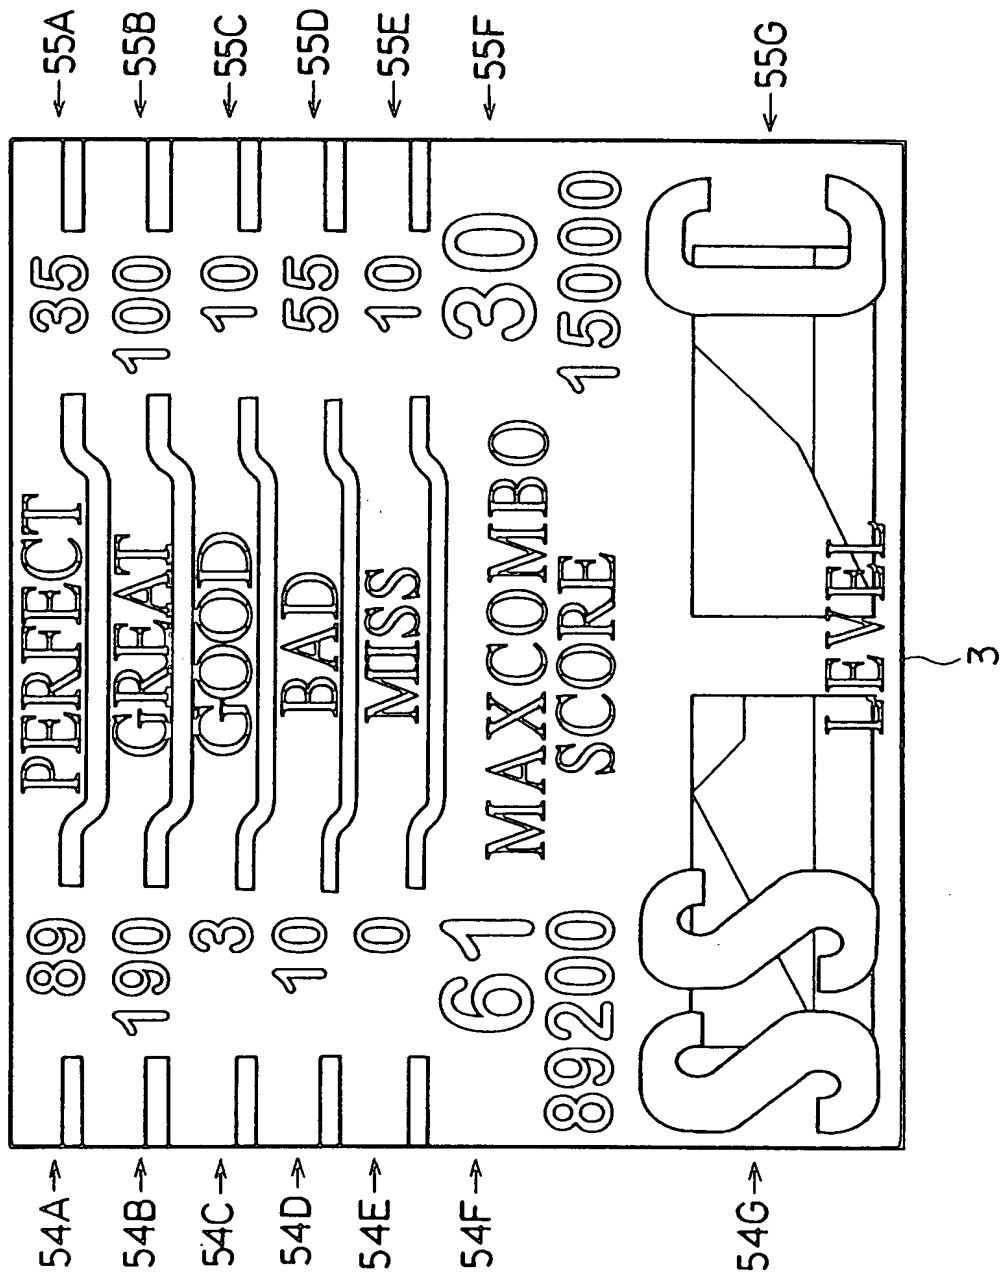 54A→ 89 PERFECT 35 ←55A
54B→ 190 GREAT 100 ←55B
54C→ 3 GOOD 10 ←55C
54D→ 10 BAD 55 ←55D
54E→ 0 MISS 10 ←55E
54F→ 61 MAXCOMBO 30 ←55F
89200 SCORE 150000
54G→ SS LEVEL C ←55G
3